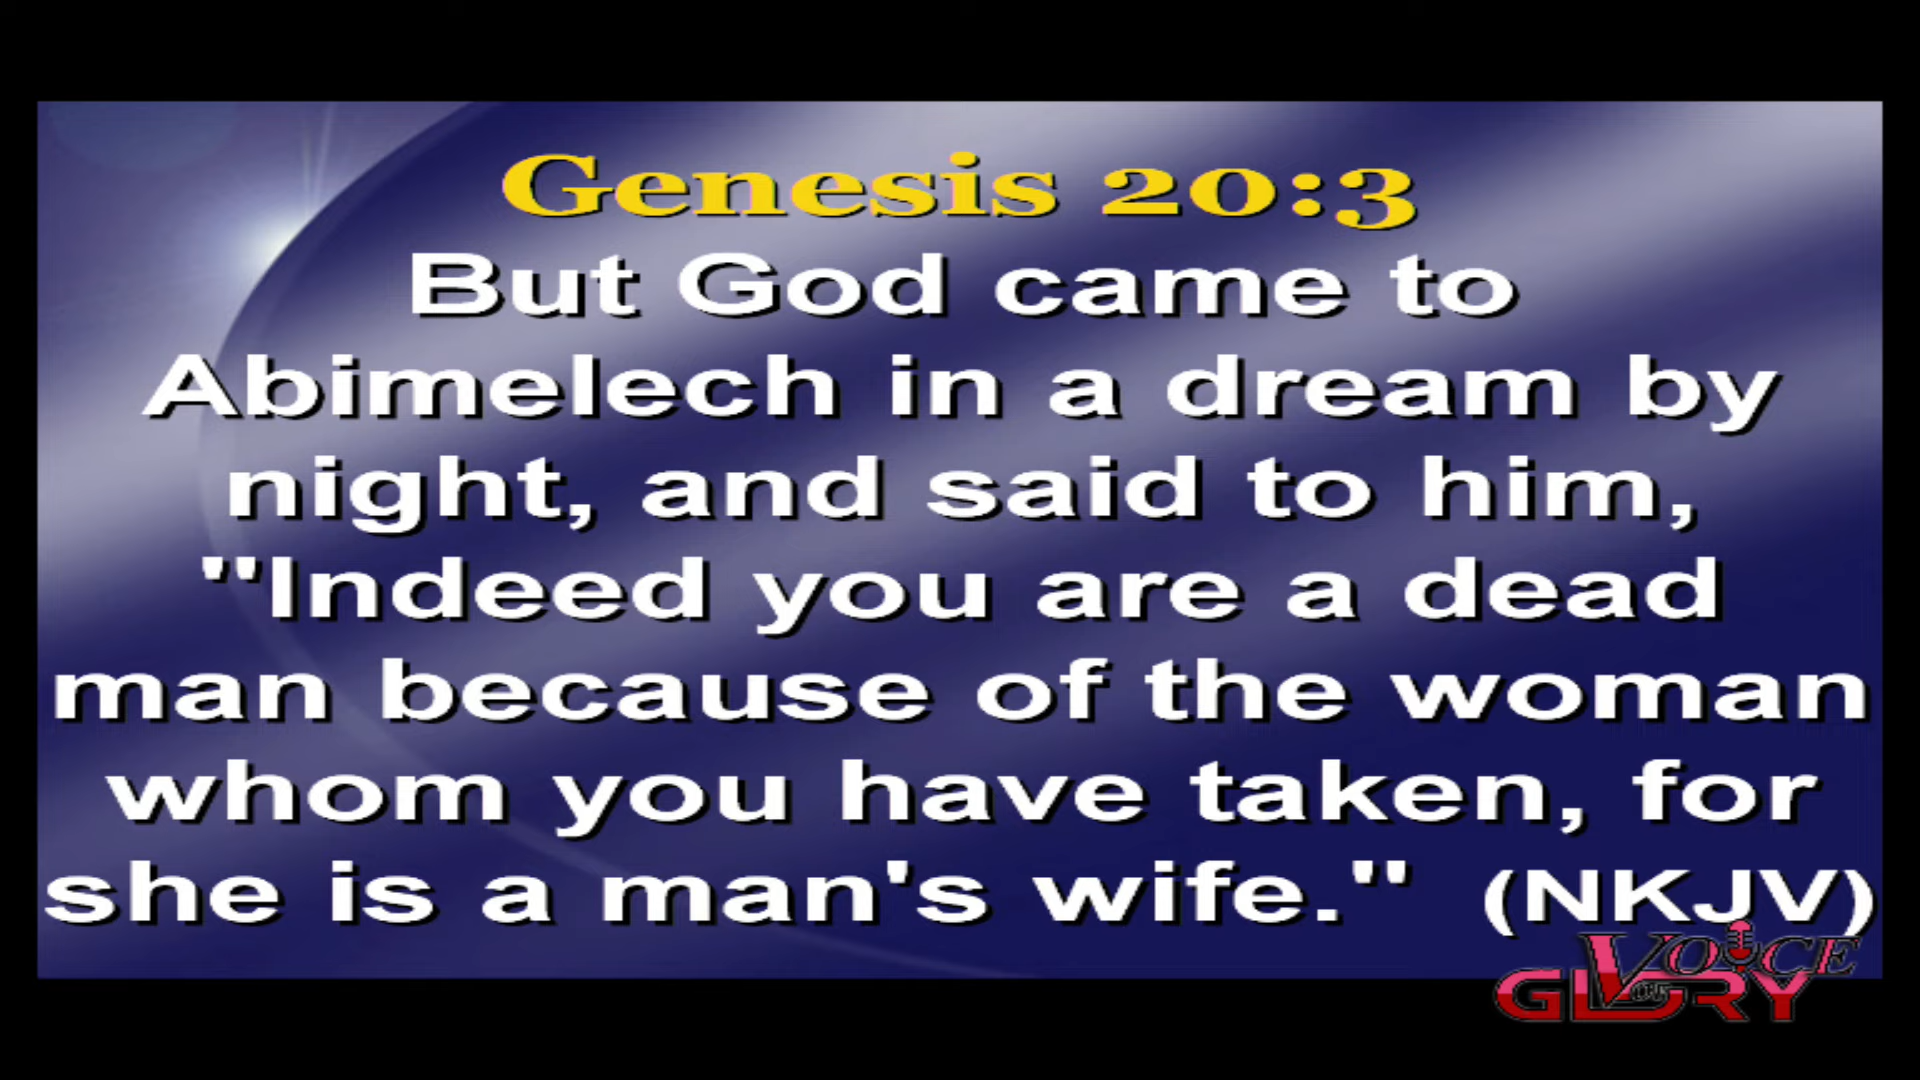 Genesis 20:3
But God came to
Abimelech in a dream by
night, and said to him,
"Indeed you are a dead
man because of the woman
whom you have taken, for
she is a man's wife." (NKJV)
VOICE
OUT
GLORY